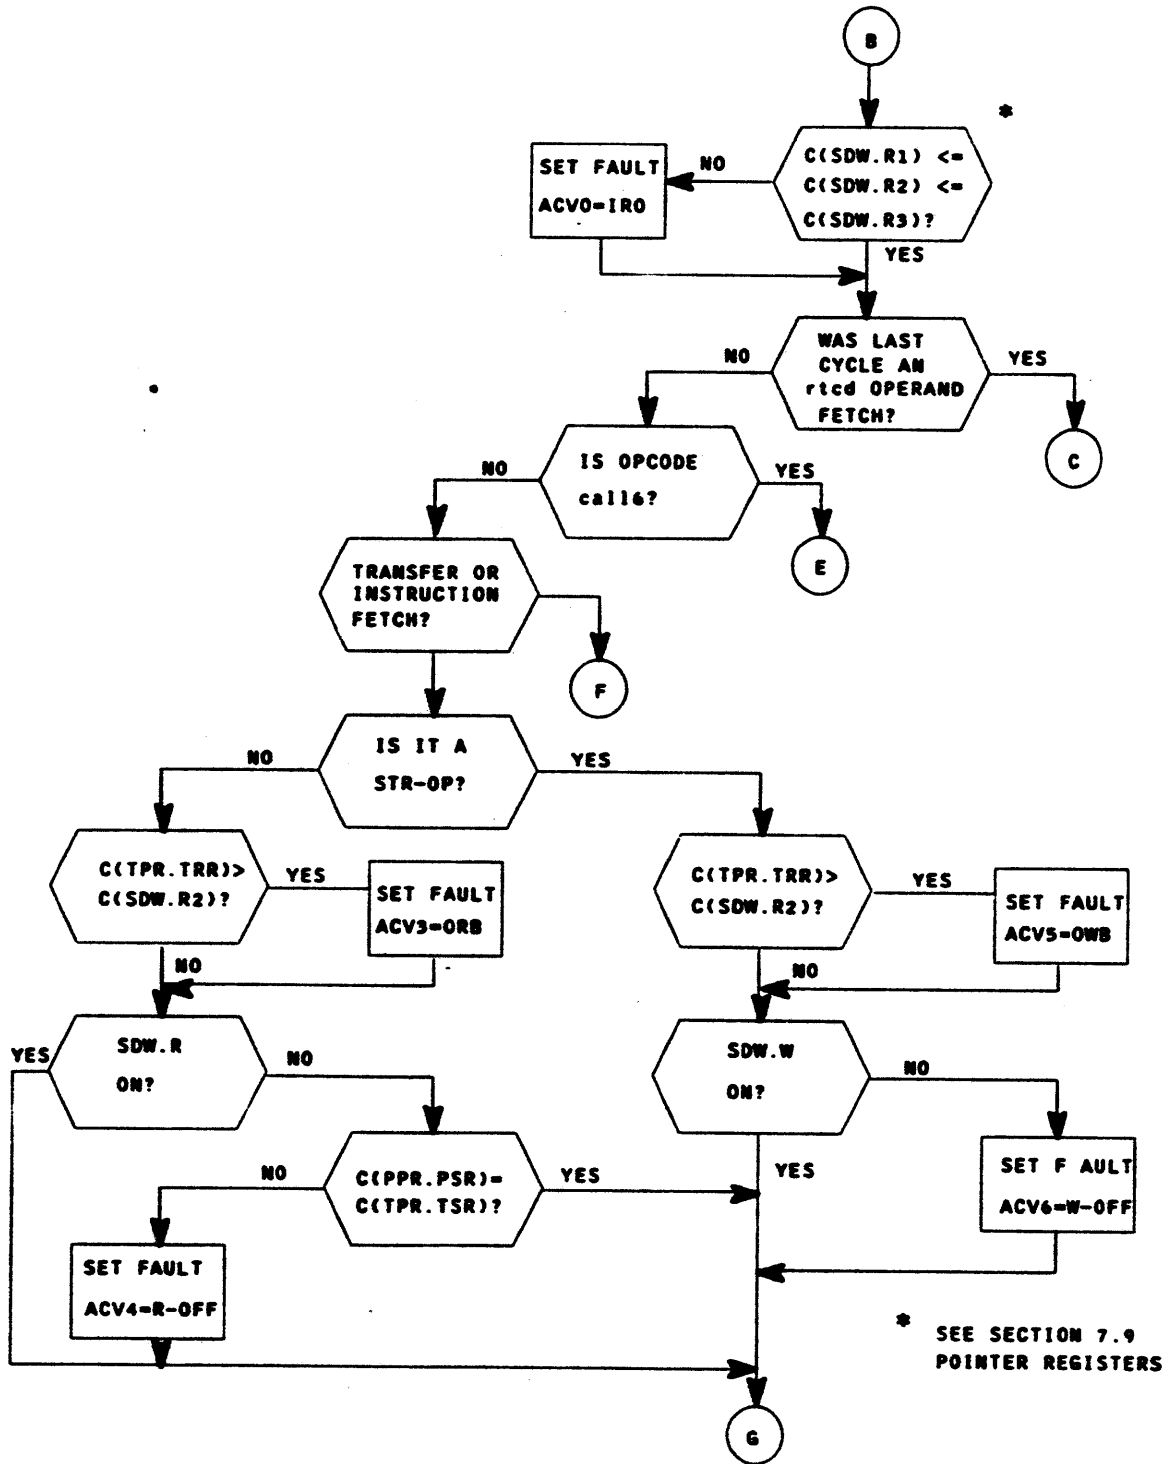 B
*
C(SDW.R1) <=
C(SDW.R2) <=
C(SDW.R3)?
NO
SET FAULT
ACV0=IRO
YES
WAS LAST
CYCLE AN
rtcd OPERAND
FETCH?
NO
YES
C
IS OPCODE
call6?
NO
YES
E
TRANSFER OR
INSTRUCTION
FETCH?
F
IS IT A
STR-OP?
NO
YES
C(TPR.TRR)>
C(SDW.R2)?
YES
SET FAULT
ACV3=ORB
NO
C(TPR.TRR)>
C(SDW.R2)?
YES
SET FAULT
ACV5=OWB
NO
SDW.R
ON?
YES
NO
SDW.W
ON?
NO
YES
C(PPR.PSR)=
C(TPR.TSR)?
NO
YES
SET F AULT
ACV6=W-OFF
SET FAULT
ACV4=R-OFF
* SEE SECTION 7.9
POINTER REGISTERS
G